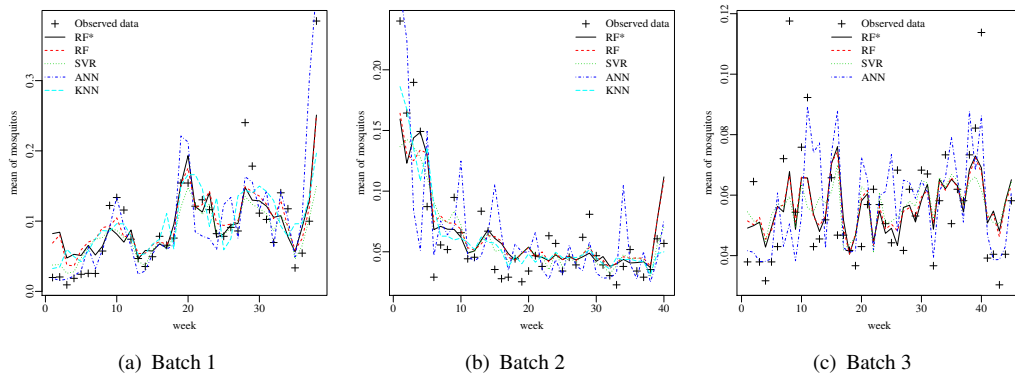 Observed data
RF*
RF
SVR
ANN
KNN
mean of mosquitos
0.0 0.1 0.2 0.3
0 10 20 30
week
(a) Batch 1
Observed data
RF*
RF
SVR
ANN
KNN
mean of mosquitos
0.05 0.10 0.15 0.20
0 10 20 30 40
week
(b) Batch 2
Observed data
RF*
RF
SVR
ANN
mean of mosquitos
0.04 0.06 0.08 0.10 0.12
0 10 20 30 40
week
(c) Batch 3